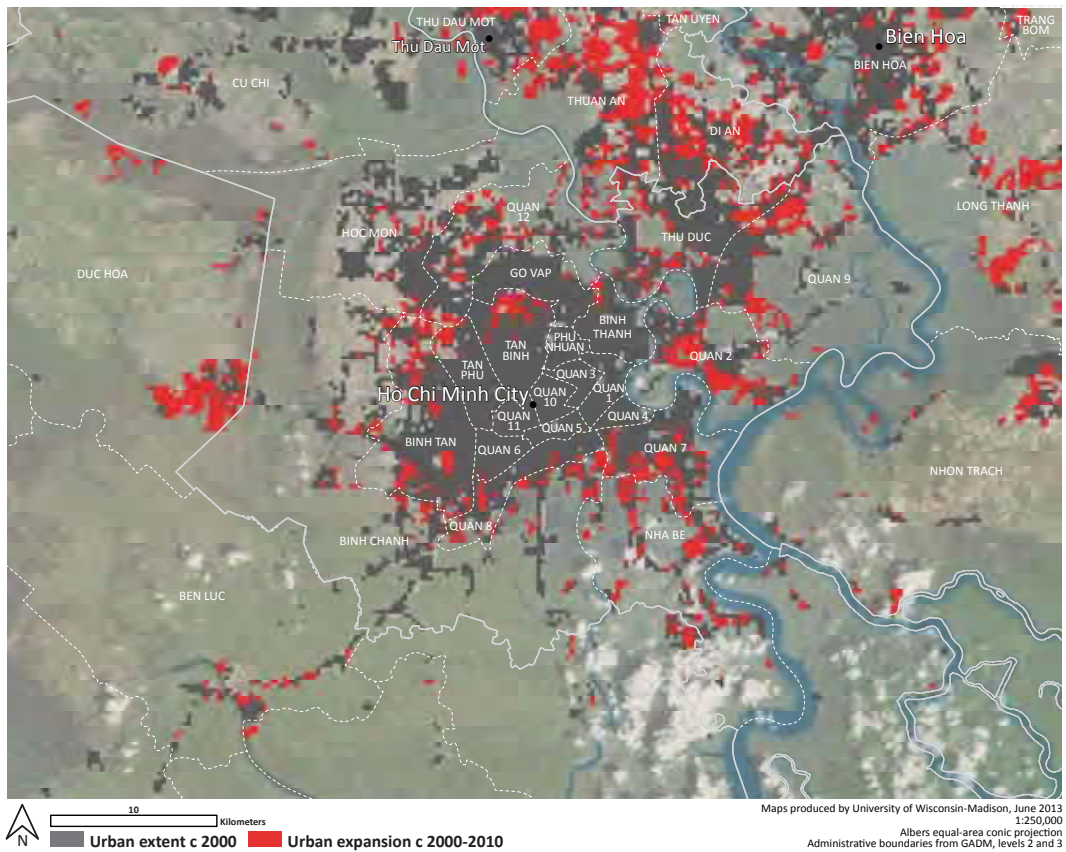 THU DAU MOT
TAN UYEN
TRANG
BOM
Thu Dau Mot
Bien Hoa
BIEN HOA
CU CHI
THUAN AN
DI AN
QUAN
12
LONG THANH
HOC MON
THU DUC
DUC HOA
GO VAP
QUAN 9
BINH
THANH
PHU
NHUAN
TAN
BINH
QUAN 2
TAN
PHU
QUAN 3
Ho Chi Minh City
QUAN
10
QUAN
1
QUAN
11
QUAN 4
QUAN 5
BINH TAN
QUAN 6
QUAN 7
NHON TRACH
QUAN 8
NHA BE
BINH CHANH
BEN LUC
N
10
Kilometers
Urban extent c 2000
Urban expansion c 2000-2010
Maps produced by University of Wisconsin-Madison, June 2013
1:250,000
Albers equal-area conic projection
Administrative boundaries from GADM, levels 2 and 3